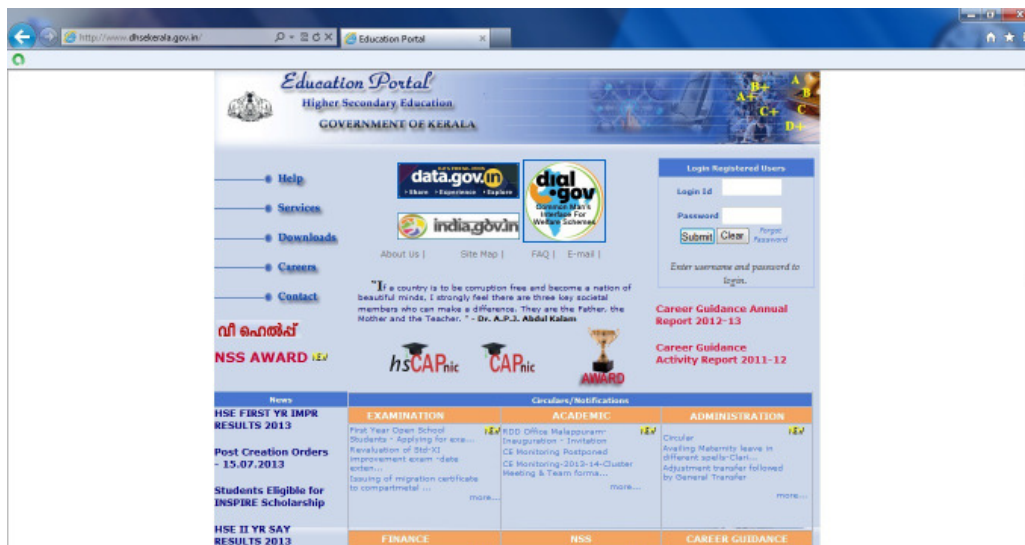 http://www.dhsekerala.gov.in/
Education Portal
Education Portal
Higher Secondary Education
GOVERNMENT OF KERALA
A
B+
A+
B
C+
C
D+
Help
Services
Downloads
Careers
Contact
വീ ഹെൽപ്പ്
NSS AWARD NEW
data.gov.in
Share Experience Explore
india.gov.in
dial
.gov
Common Man's
Interface For
Welfare Schemes
About Us |
Site Map |
FAQ |
E-mail |
"If a country is to be corruption free and become a nation of
beautiful minds, I strongly feel there are three key societal
members who can make a difference. They are the Father, the
Mother and the Teacher. " - Dr. A.P.J. Abdul Kalam
hsCAPnic
CAPnic
AWARD
Login Registered Users
Login Id
Password
Submit
Clear
Forgot
Password
Enter username and password to
login.
Career Guidance Annual
Report 2012-13
Career Guidance
Activity Report 2011-12
News
HSE FIRST YR IMPR
RESULTS 2013
Post Creation Orders
- 15.07.2013
Students Eligible for
INSPIRE Scholarship
HSE II YR SAY
RESULTS 2013
Circulars/Notifications
EXAMINATION
First Year Open School
Students - Applying for exa...
NEW
Revaluation of Std-XI
improvement exam -date
exten...
Issuing of migration certificate
to compartmetal ...
more...
ACADEMIC
RDD Office Malappuram-
Inauguration - Invitation
NEW
CE Monitoring Postponed
CE Monitoring-2013-14-Cluster
Meeting & Team forma...
more...
ADMINISTRATION
NEW
Circular
Availing Maternity leave in
different spells-Clari...
Adjustment transfer followed
by General Transfer
more...
FINANCE
NSS
CAREER GUIDANCE